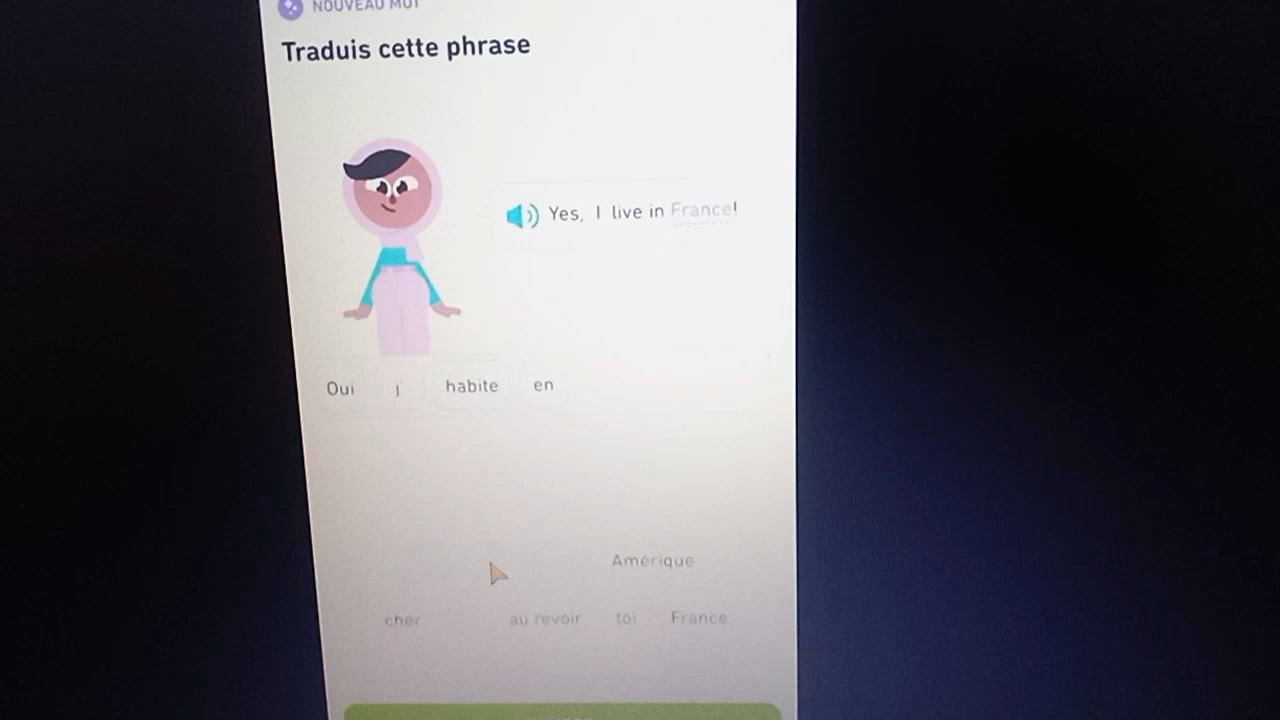 NOUVEAU MOT
Traduis cette phrase
Yes, I live in France!
Oui j' habite en
Amérique
cher au revoir toi France